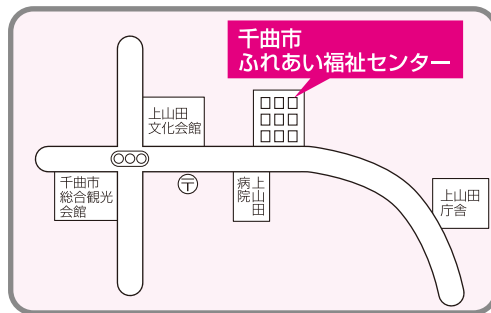 千曲市
ふれあい福祉センター
上山田
文化会館
千曲市
総合観光
会館
〒
上山田
病院
上山田
庁舎